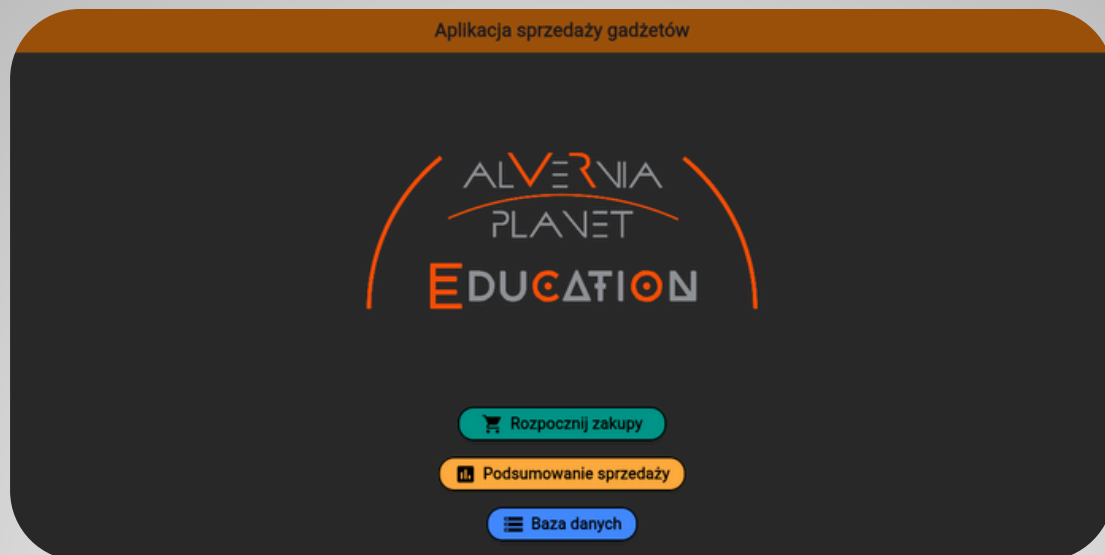 Aplikacja sprzedaży gadżetów
ALVERNIA
PLANET
EDUCATION
Rozpocznij zakupy
Podsumowanie sprzedaży
Baza danych